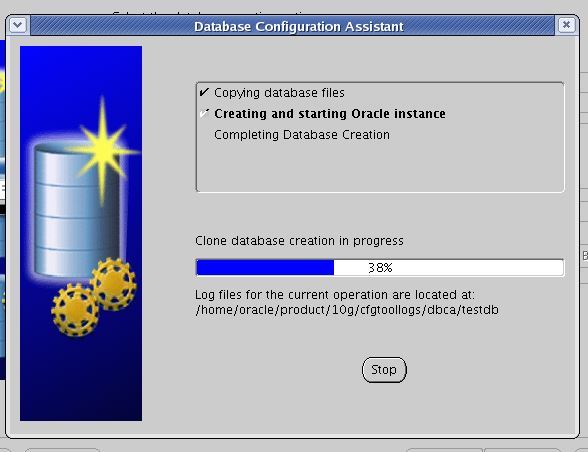 Database Configuration Assistant
Copying database files
Creating and starting Oracle instance
Completing Database Creation
Clone database creation in progress
38%
Log files for the current operation are located at:
/home/oracle/product/10g/cfgtoollogs/dbca/testdb
Stop